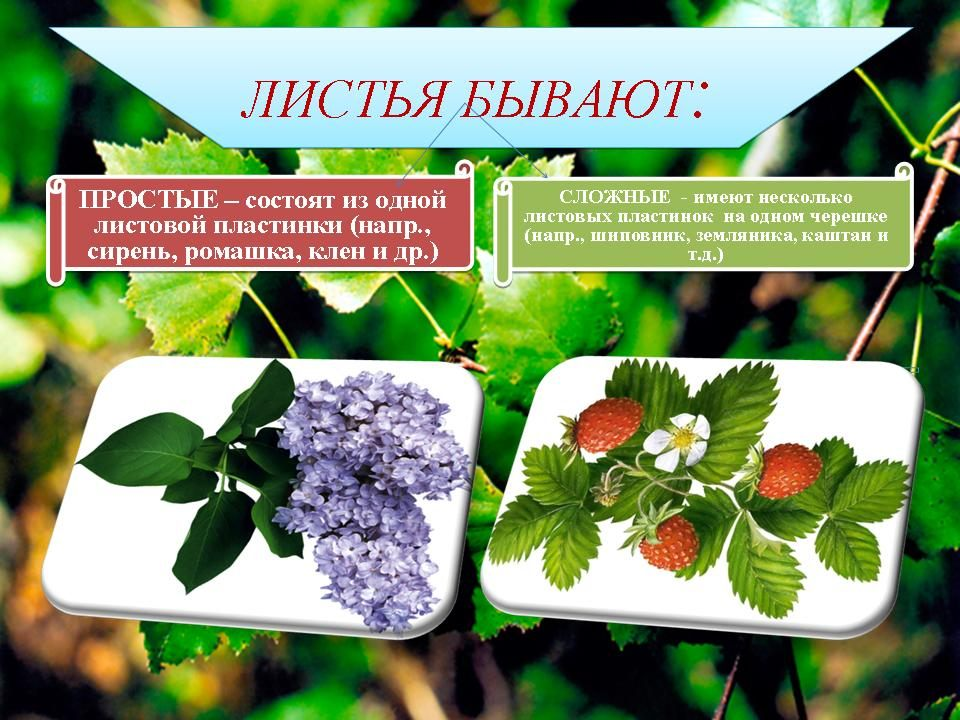 ЛИСТЬЯ БЫВАЮТ:
ПРОСТЫЕ – состоят из одной
листовой пластинки (напр.,
сирень, ромашка, клен и др.)
СЛОЖНЫЕ - имеют несколько
листовых пластинок на одном черешке
(напр., шиповник, земляника, каштан и
т.д.)